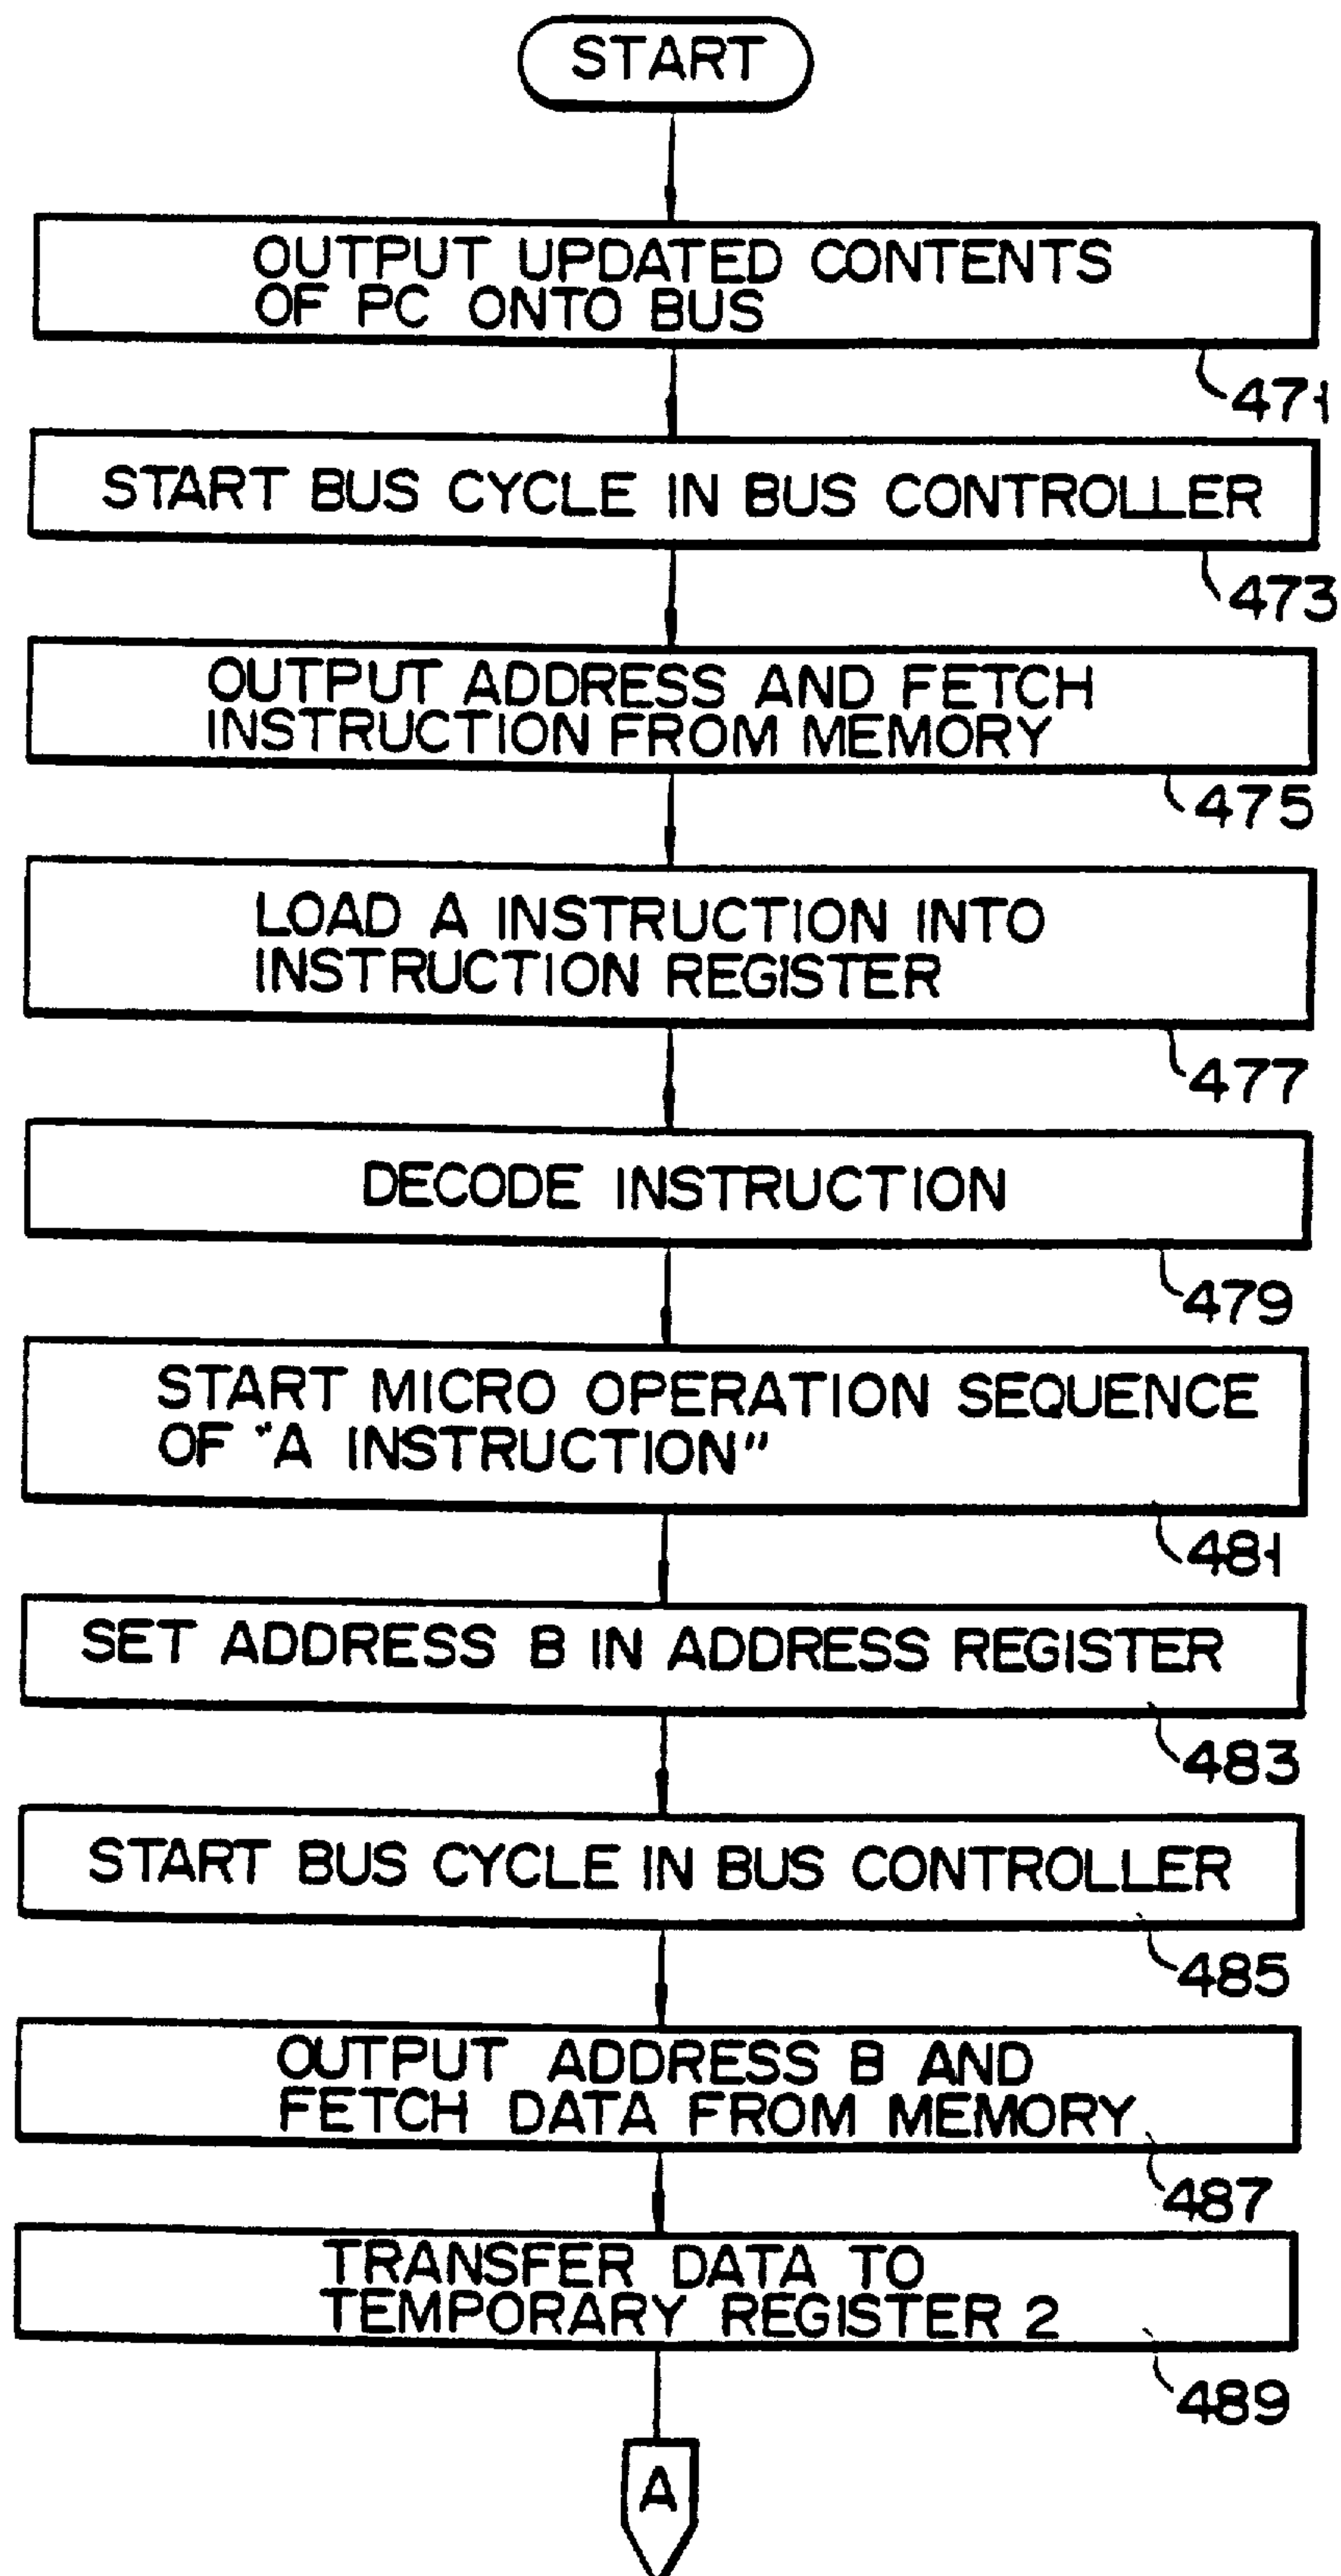 START
OUTPUT UPDATED CONTENTS
OF PC ONTO BUS
471
START BUS CYCLE IN BUS CONTROLLER
473
OUTPUT ADDRESS AND FETCH
INSTRUCTION FROM MEMORY
475
LOAD A INSTRUCTION INTO
INSTRUCTION REGISTER
477
DECODE INSTRUCTION
479
START MICRO OPERATION SEQUENCE
OF "A INSTRUCTION"
481
SET ADDRESS B IN ADDRESS REGISTER
483
START BUS CYCLE IN BUS CONTROLLER
485
OUTPUT ADDRESS B AND
FETCH DATA FROM MEMORY
487
TRANSFER DATA TO
TEMPORARY REGISTER 2
489
A